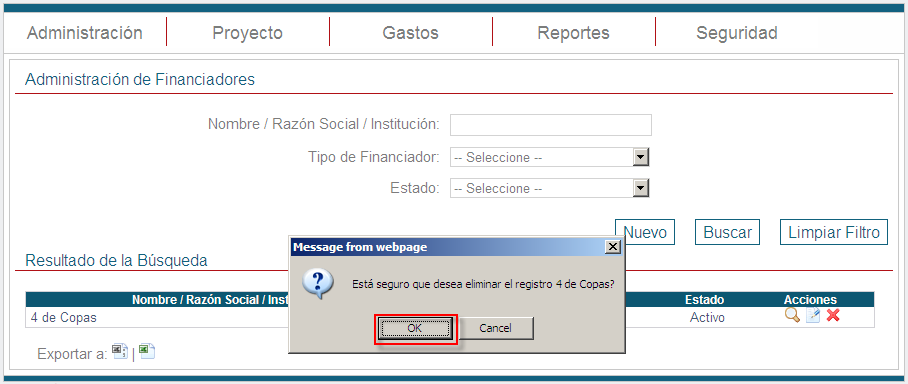 Administración Proyecto Gastos Reportes Seguridad
Administración de Financiadores
Nombre / Razón Social / Institución:
Tipo de Financiador: -- Seleccione --
Estado: -- Seleccione --
Nuevo Buscar Limpiar Filtro
Message from webpage
Resultado de la Búsqueda
Está seguro que desea eliminar el registro 4 de Copas?
Nombre / Razón Social / Estado Acciones
4 de Copas Activo
OK Cancel
Exportar a: |